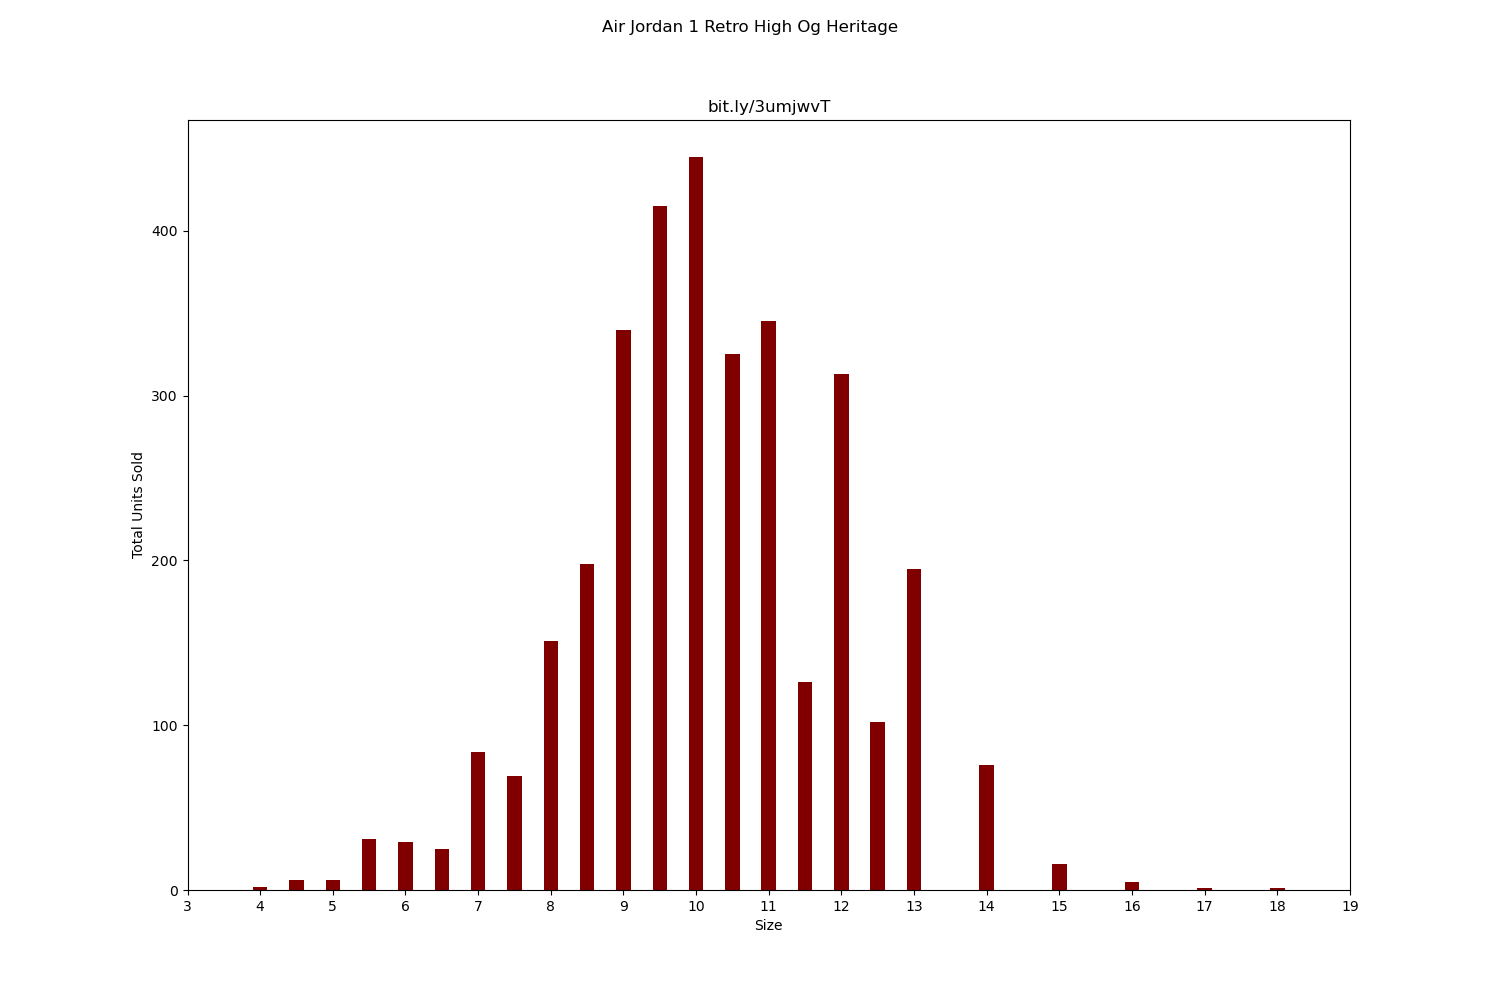 Air Jordan 1 Retro High Og Heritage
bit.ly/3umjwvT
400
300
200
100
0
Total Units Sold
3 4 5 6 7 8 9 10 11 12 13 14 15 16 17 18 19
Size